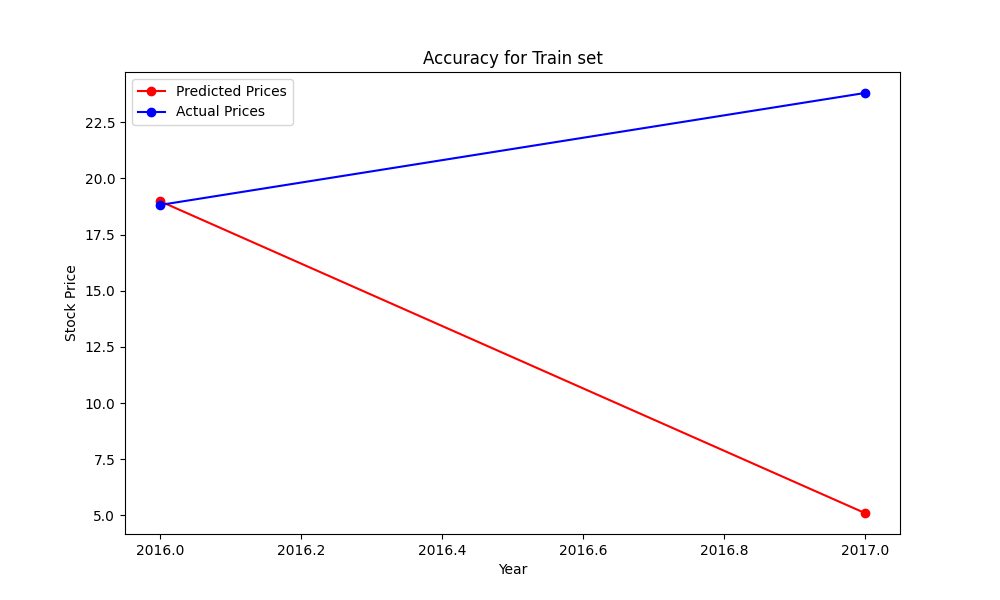 Accuracy for Train set
Predicted Prices
Actual Prices
22.5
20.0
17.5
15.0
12.5
10.0
7.5
5.0
Stock Price
2016.0 2016.2 2016.4 2016.6 2016.8 2017.0
Year